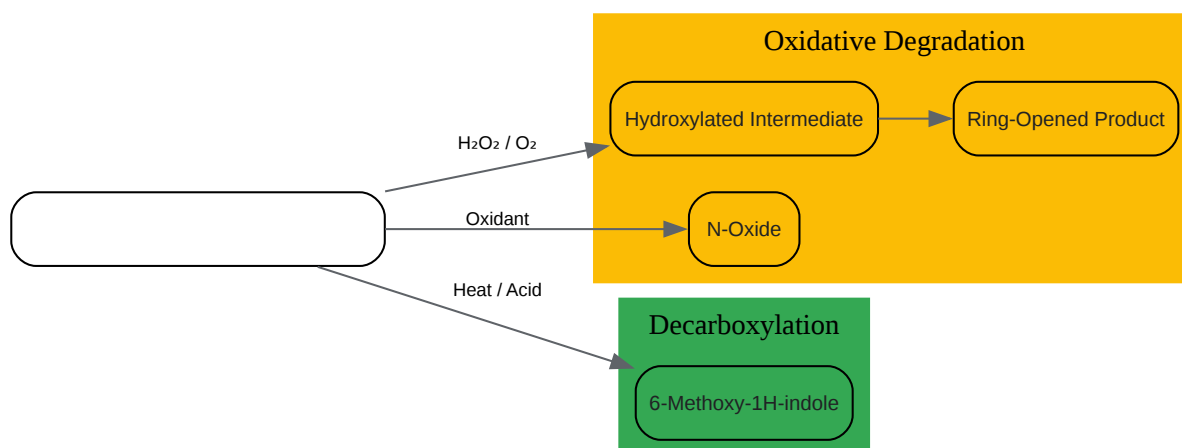 Oxidative Degradation
Hydroxylated Intermediate
Ring-Opened Product
H₂O₂ / O₂
Oxidant
N-Oxide
Heat / Acid
Decarboxylation
6-Methoxy-1H-indole